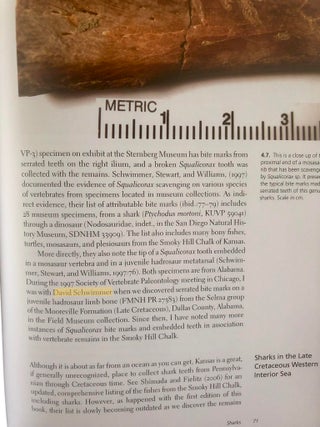 METRIC 1 2 3
VP-3) specimen on exhibit at the Sternberg Museum has bite marks from
serrated teeth on the right ilium, and a broken Squalicorax tooth was
collected with the remains. Schwimmer, Stewart, and Williams, (1997)
documented the evidence of Squalicorax scavenging on various species
of vertebrates from specimens located in museum collections. As indi-
rect evidence, their list of attributable bite marks (ibid.:77–79) includes
28 museum specimens, from a shark (Ptychodus mortoni, KUVP 59041)
through a dinosaur (Nodosauridae, indet., in the San Diego Natural His-
tory Museum, SDNHM 33909). The list also includes many bony fishes,
turtles, mosasaurs, and plesiosaurs from the Smoky Hill Chalk of Kansas.
More directly, they also note the tip of a Squalicorax tooth embedded
in a mosasaur vertebra and in a juvenile hadrosaur metatarsal (Schwim-
mer, Stewart, and Williams, 1997:76). Both specimens are from Alabama.
During the 1997 Society of Vertebrate Paleontology meeting in Chicago, I
was with David Schwimmer when we discovered serrated bite marks on a
juvenile hadrosaur limb bone (FMNH PR 27383) from the Selma group
of the Mooreville Formation (Late Cretaceous), Dallas County, Alabama,
in the Field Museum collection. Since then, I have noted many more
instances of Squalicorax bite marks and embedded teeth in association
with vertebrate remains in the Smoky Hill Chalk.
Although it is about as far from an ocean as you can get, Kansas is a great,
if generally unrecognized, place to collect shark teeth from Pennsylva-
nian through Cretaceous time. See Shimada and Fielitz (2006) for an
updated, comprehensive listing of the fishes from the Smoky Hill Chalk,
including sharks. However, as happened with the first edition of this
book, their list is slowly becoming outdated as we discover the remains
4.7. This is a close up of
proximal end of a mosas
rib that has been scaveng
by Squalicorax sp. It prese
the typical bite marks mad
serrated teeth of this genu
sharks. Scale in cm.
Sharks in the Late
Cretaceous Western
Interior Sea
Sharks 71